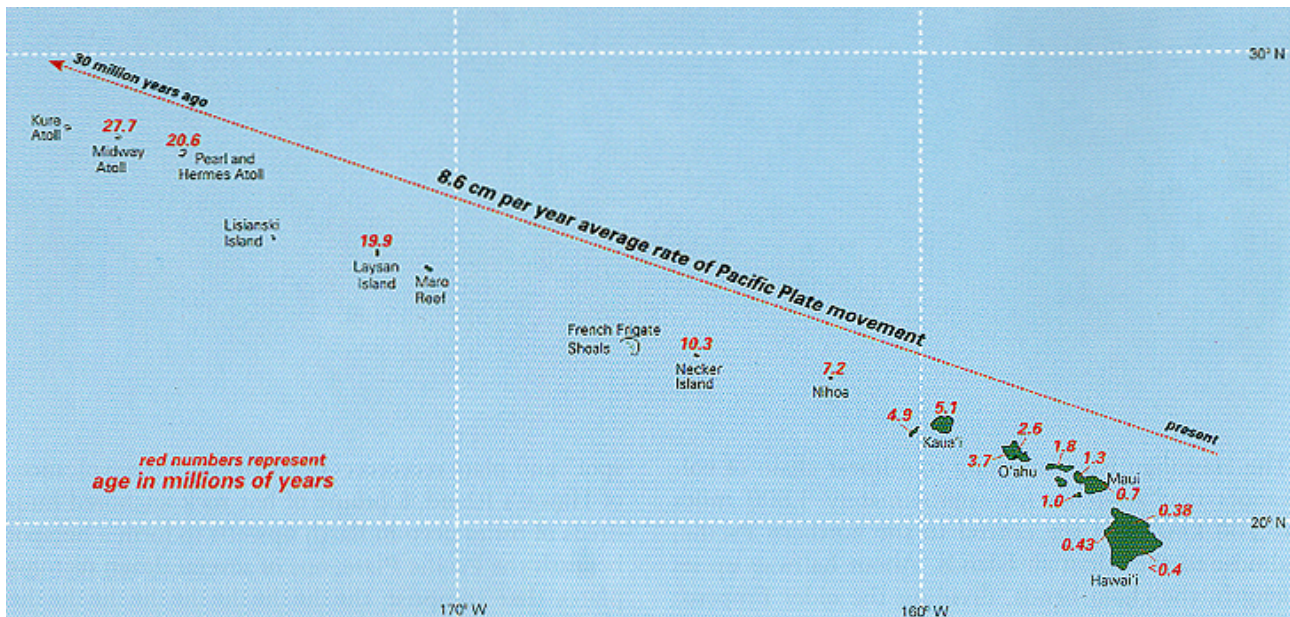 30° N
30 million years ago
Kure
Atoll
27.7
Midway
Atoll
20.6
Pearl and
Hermes Atoll
8.6 cm per year average rate of Pacific Plate movement
Lisianski
Island
19.9
Laysan
Island
Maro
Reef
French Frigate
Shoals
10.3
Necker
Island
7.2
Nihoa
4.9
5.1
Kaua'i
present
2.6
3.7
O'ahu
1.8
1.3
Maui
1.0
0.7
red numbers represent
age in millions of years
0.38
20° N
0.43
0.4
Hawai'i
170° W
160° W